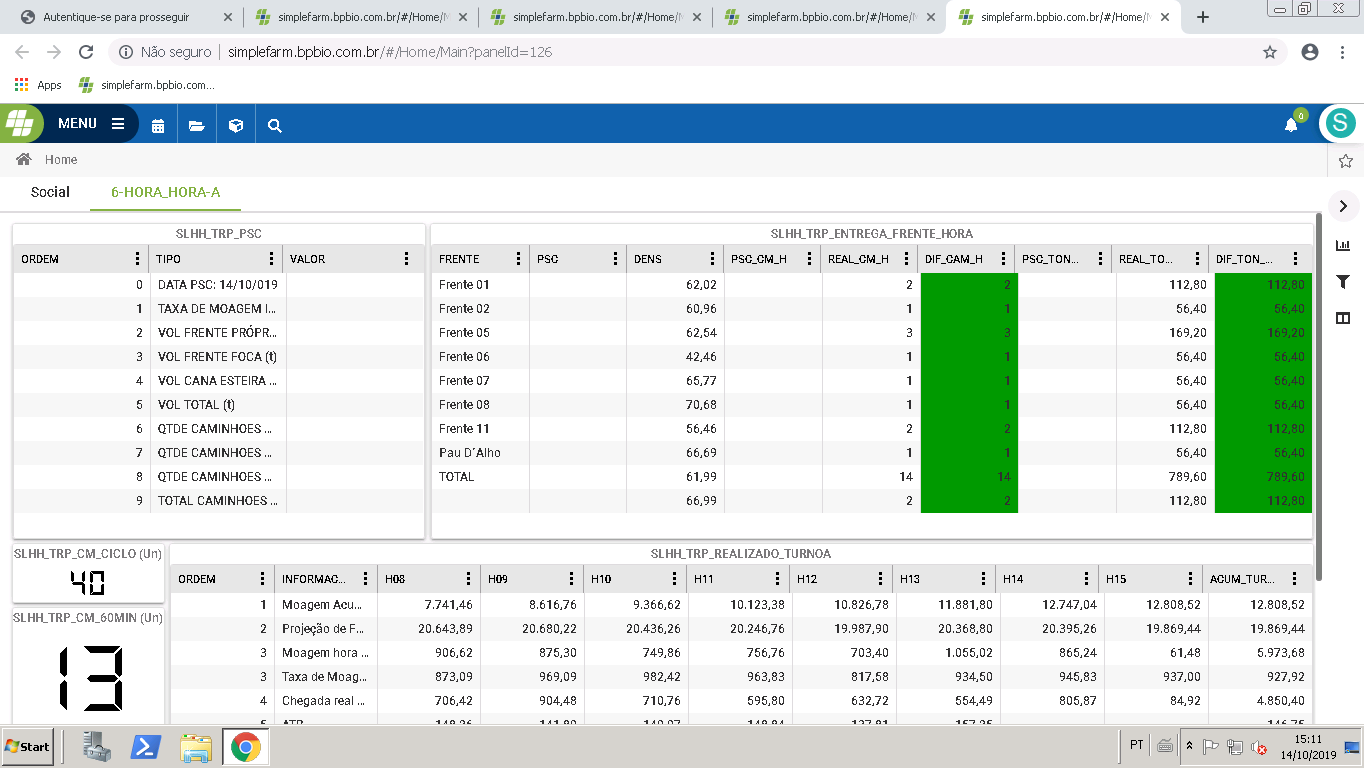 Autentique-se para prosseguir
simplefarm.bpbio.com.br/#/Home/M
simplefarm.bpbio.com.br/#/Home/M
simplefarm.bpbio.com.br/#/Home/M
simplefarm.bpbio.com.br/#/Home/M
Não seguro simplefarm.bpbio.com.br/#/Home/Main?panelId=126
Apps simplefarm.bpbio.com...
MENU 0 S
Home
Social 6-HORA_HORA-A
SLHH_TRP_PSC
ORDEM TIPO VALOR
0 DATA PSC: 14/10/019
1 TAXA DE MOAGEM I...
2 VOL FRENTE PRÓPR...
3 VOL FRENTE FOCA (t)
4 VOL CANA ESTEIRA ...
5 VOL TOTAL (t)
6 QTDE CAMINHOES ...
7 QTDE CAMINHOES ...
8 QTDE CAMINHOES ...
9 TOTAL CAMINHOES ...
SLHH_TRP_ENTREGA_FRENTE_HORA
FRENTE PSC DENS PSC_CM_H REAL_CM_H DIF_CAM_H PSC_TON... REAL_TO... DIF_TON_...
Frente 01 62,02 2 2 112,80 112,80
Frente 02 60,96 1 1 56,40 56,40
Frente 05 62,54 3 3 169,20 169,20
Frente 06 42,46 1 1 56,40 56,40
Frente 07 65,77 1 1 56,40 56,40
Frente 08 70,68 1 1 56,40 56,40
Frente 11 56,46 2 2 112,80 112,80
Pau D´Alho 66,69 1 1 56,40 56,40
TOTAL 61,99 14 14 789,60 789,60
66,99 2 2 112,80 112,80
SLHH_TRP_CM_CICLO (Un)
40
SLHH_TRP_CM_60MIN (Un)
13
SLHH_TRP_REALIZADO_TURNOA
ORDEM INFORMAC... H08 H09 H10 H11 H12 H13 H14 H15 ACUM_TUR...
1 Moagem Acu... 7.741,46 8.616,76 9.366,62 10.123,38 10.826,78 11.881,80 12.747,04 12.808,52 12.808,52
2 Projeção de F... 20.643,89 20.680,22 20.436,26 20.246,76 19.987,90 20.368,80 20.395,26 19.869,44 19.869,44
3 Moagem hora ... 906,62 875,30 749,86 756,76 703,40 1.055,02 865,24 61,48 5.973,68
3 Taxa de Moag... 873,09 969,09 982,42 963,83 817,58 934,50 945,83 937,00 927,92
4 Chegada real ... 706,42 904,48 710,76 595,80 632,72 554,49 805,87 84,92 4.850,40
Start PT 15:11
14/10/2019